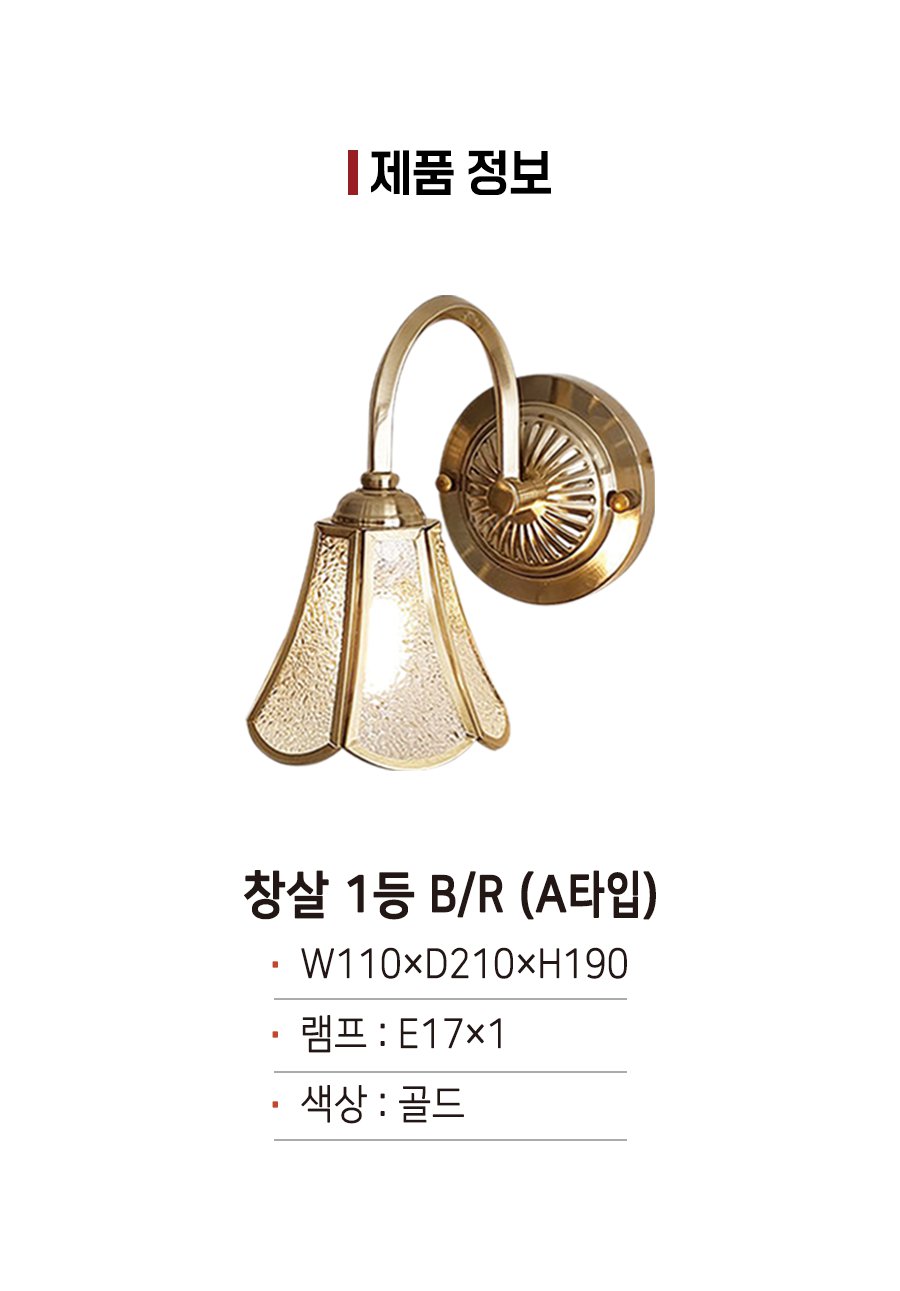 제품 정보
창살 1등 B/R (A타입)
· W110×D210×H190
· 램프 : E17×1
· 색상 : 골드